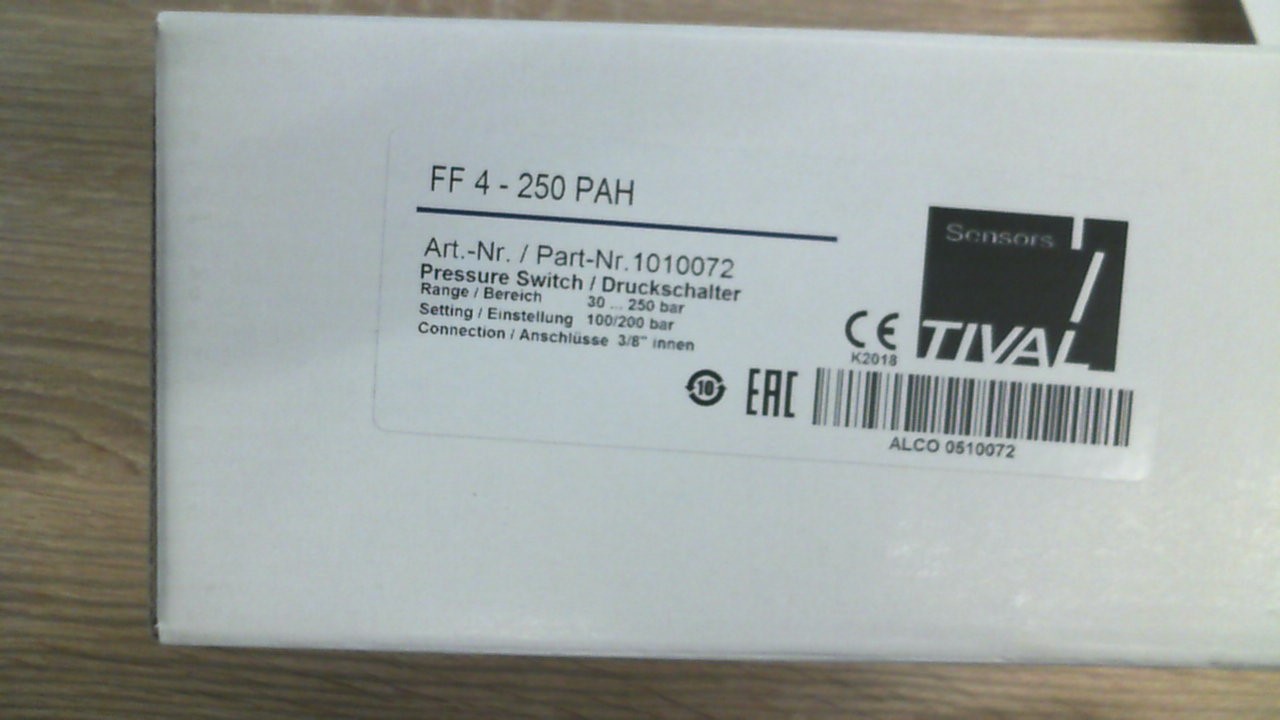 FF 4 - 250 PAH
Art.-Nr. / Part-Nr.1010072
Pressure Switch / Druckschalter
Range / Bereich 30 ... 250 bar
Setting / Einstellung 100/200 bar
Connection / Anschlüsse 3/8" innen
Sensors
TIVAL
CE
K2018
10
EAC
ALCO 0510072